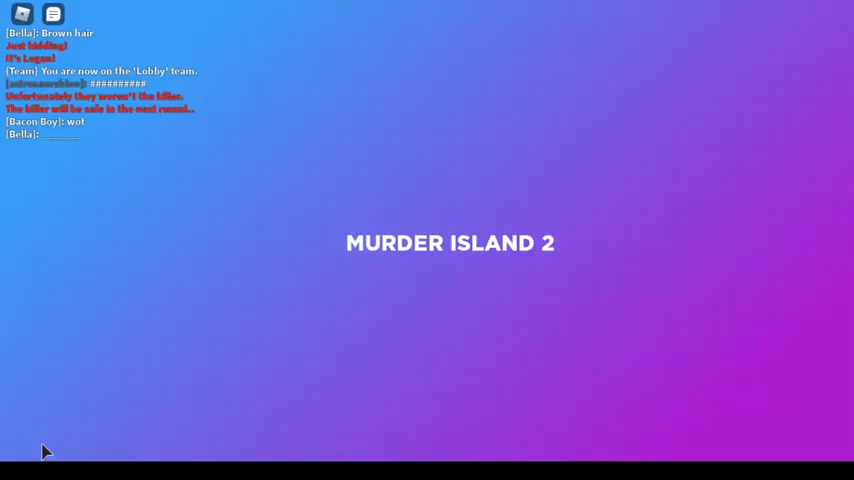 [Bella]: Brown hair
Just kidding!
It's Logan!
{Team} You are now on the 'Lobby' team.
##########
Unfortunately they weren't the killer.
The killer will be safe in the next round..
[Bacon Boy]: wot
[Bella]: _______
MURDER ISLAND 2